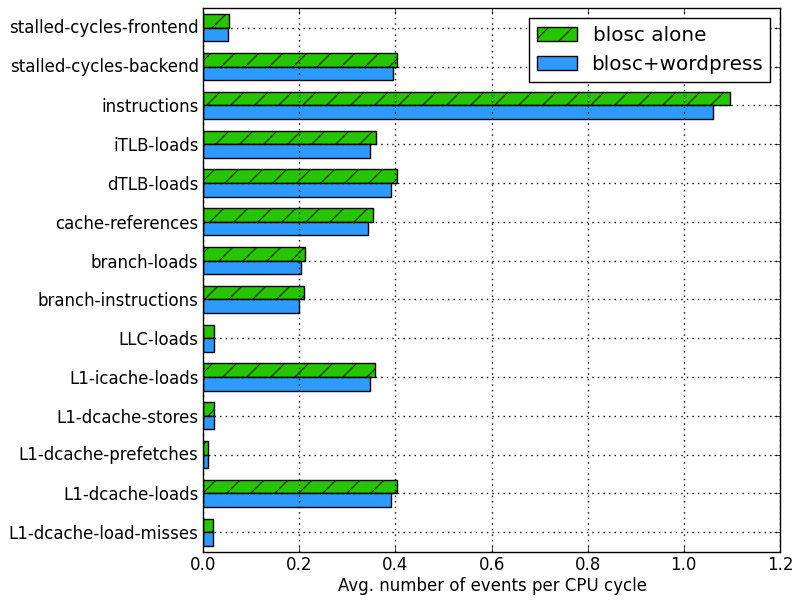 stalled-cycles-frontend
stalled-cycles-backend
instructions
iTLB-loads
dTLB-loads
cache-references
branch-loads
branch-instructions
LLC-loads
L1-icache-loads
L1-dcache-stores
L1-dcache-prefetches
L1-dcache-loads
L1-dcache-load-misses
blosc alone
blosc+wordpress
0.0 0.2 0.4 0.6 0.8 1.0 1.2
Avg. number of events per CPU cycle